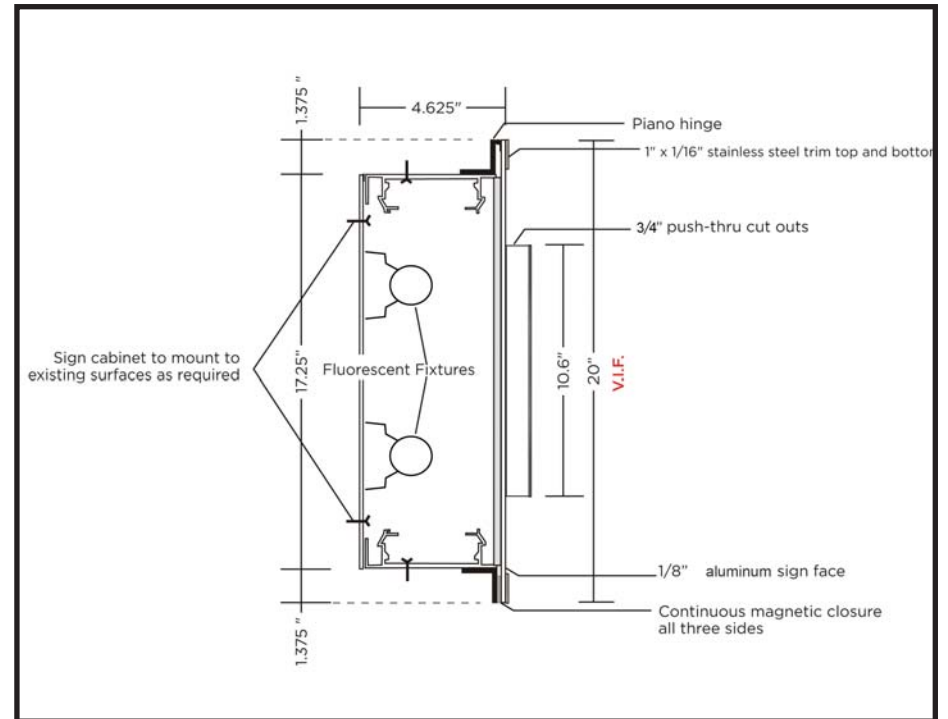 1.375 "
4.625"
Piano hinge
1" x 1/16" stainless steel trim top and bottor
3/4" push-thru cut outs
Sign cabinet to mount to
existing surfaces as required
17.25"
Fluorescent Fixtures
10.6"
20"
V.I.F.
1/8" aluminum sign face
Continuous magnetic closure
all three sides
1.375 "